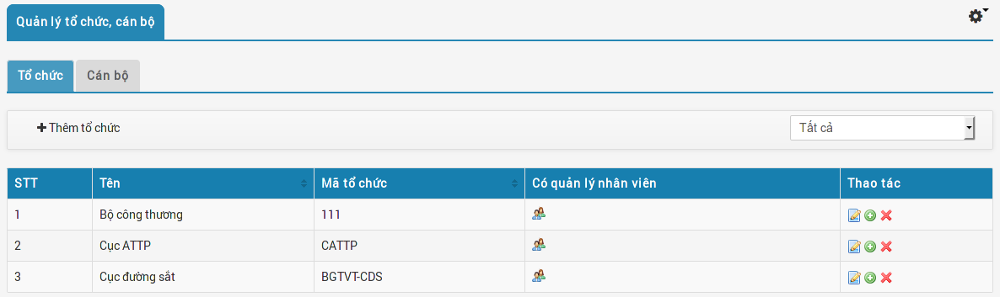 Quản lý tổ chức, cán bộ
Tổ chức Cán bộ
Thêm tổ chức Tất cả
STT Tên Mã tổ chức Có quản lý nhân viên Thao tác
1 Bộ công thương 111
2 Cục ATTP CATTP
3 Cục đường sắt BGTVT-CDS